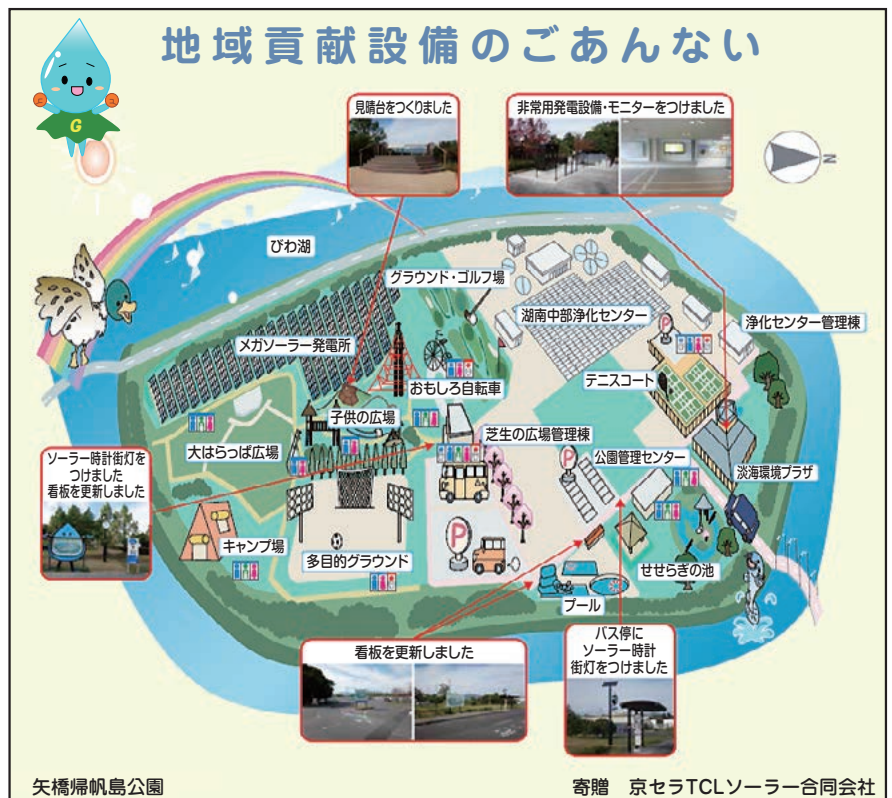 地域貢献設備のごあんない
G
見晴台をつくりました
非常用発電設備・モニターをつけました
N
びわ湖
グラウンド・ゴルフ場
湖南中部浄化センター
浄化センター管理棟
メガソーラー発電所
P
テニスコート
おもしろ自転車
子供の広場
大はらっぱ広場
芝生の広場管理棟
ソーラー時計街灯を
つけました
看板を更新しました
P
公園管理センター
淡海環境プラザ
キャンプ場
多目的グラウンド
P
せせらぎの池
プール
看板を更新しました
バス停に
ソーラー時計
街灯をつけました
矢橋帰帆島公園
寄贈 京セラTCLソーラー合同会社